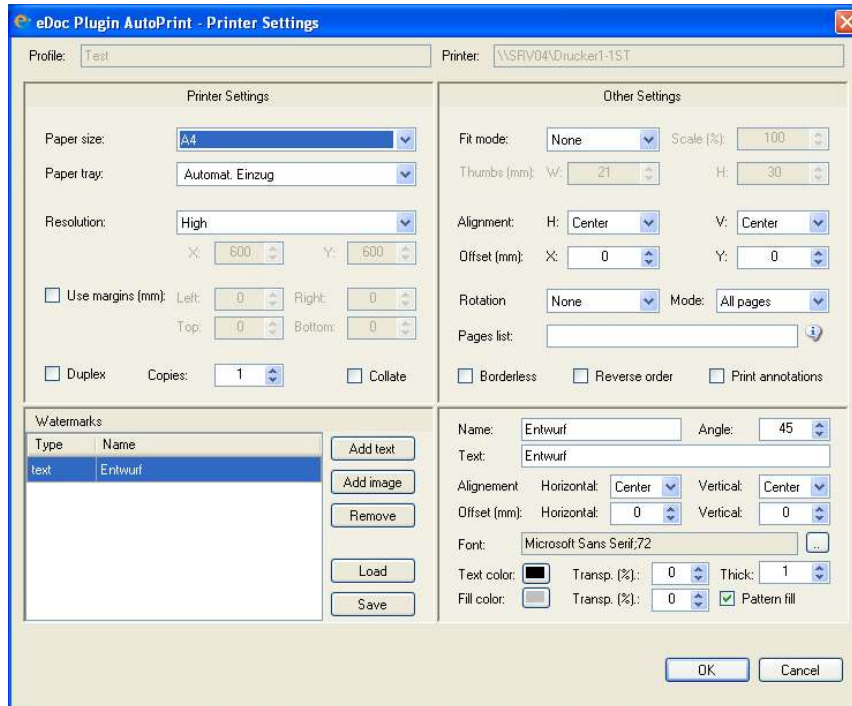 eDoc Plugin AutoPrint - Printer Settings
Profile: Test Printer: \\SRV04\Drucker1-1ST
Printer Settings
Paper size: A4
Paper tray: Automat. Einzug
Resolution: High
X: 600 Y: 600
Use margins (mm): Left: 0 Right: 0
Top: 0 Bottom: 0
Duplex Copies: 1 Collate
Other Settings
Fit mode: None Scale (%): 100
Thumbs (mm): W: 21 H: 30
Alignment: H: Center V: Center
Offset (mm): X: 0 Y: 0
Rotation None Mode: All pages
Pages list:
Borderless Reverse order Print annotations
Watermarks
Type Name
text Entwurf
Add text
Add image
Remove
Load
Save
Name: Entwurf Angle: 45
Text: Entwurf
Alignement Horizontal: Center Vertical: Center
Offset (mm): Horizontal: 0 Vertical: 0
Font: Microsoft Sans Serif;72 ..
Text color: Transp. (%).: 0 Thick: 1
Fill color: Transp. (%).: 0 Pattern fill
OK Cancel